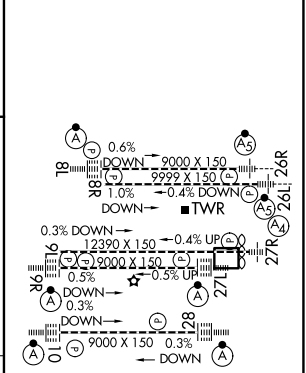 A
P
0.6%
A5
DOWN → 9000 X 150
26R
8L
P
9999 X 150
P
8R
1.0%
←0.4% DOWN
26L
DOWN→
■TWR
A5
A4
0.3% DOWN →
12390 X 150
←0.4% UP
P
27R
9L
P
P
9000 X 150
P
9R
0.5%
←0.5% UP
27L
A
DOWN→
0.3%
A
DOWN→
P
28
10
P
9000 X 150
0.3%
A
← DOWN
A